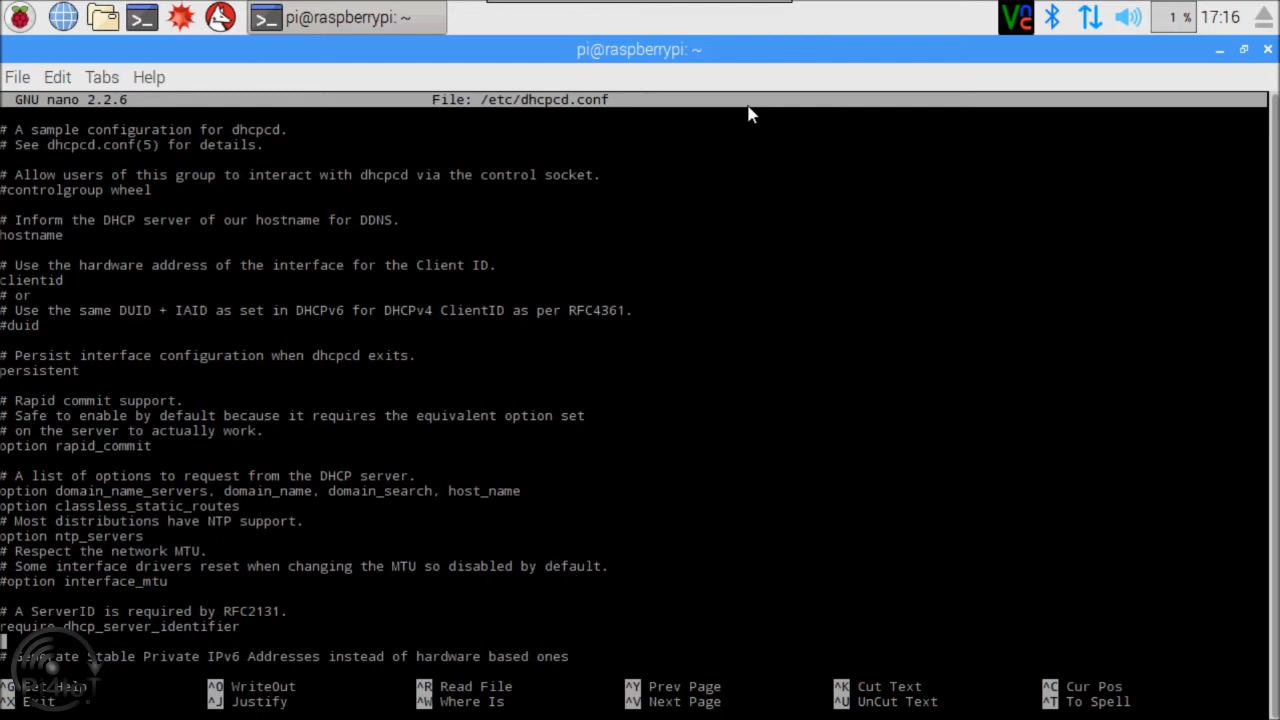 pi@raspberrypi: ~
1 %
17:16
pi@raspberrypi: ~
File Edit Tabs Help
GNU nano 2.2.6 File: /etc/dhcpcd.conf
# A sample configuration for dhcpcd.
# See dhcpcd.conf(5) for details.
# Allow users of this group to interact with dhcpcd via the control socket.
#controlgroup wheel
# Inform the DHCP server of our hostname for DDNS.
hostname
# Use the hardware address of the interface for the Client ID.
clientid
# or
# Use the same DUID + IAID as set in DHCPv6 for DHCPv4 ClientID as per RFC4361.
#duid
# Persist interface configuration when dhcpcd exits.
persistent
# Rapid commit support.
# Safe to enable by default because it requires the equivalent option set
# on the server to actually work.
option rapid_commit
# A list of options to request from the DHCP server.
option domain_name_servers, domain_name, domain_search, host_name
option classless_static_routes
# Most distributions have NTP support.
option ntp_servers
# Respect the network MTU.
# Some interface drivers reset when changing the MTU so disabled by default.
#option interface_mtu
# A ServerID is required by RFC2131.
require dhcp_server_identifier
# Generate Stable Private IPv6 Addresses instead of hardware based ones
^G Get Help ^O WriteOut ^R Read File ^Y Prev Page ^K Cut Text ^C Cur Pos
^X Exit ^J Justify ^W Where Is ^V Next Page ^U UnCut Text ^T To Spell
Pi4IoT